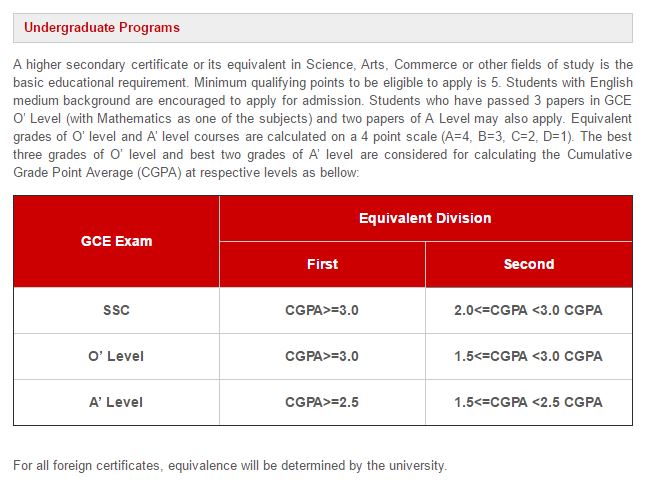 Undergraduate Programs
A higher secondary certificate or its equivalent in Science, Arts, Commerce or other fields of study is the
basic educational requirement. Minimum qualifying points to be eligible to apply is 5. Students with English
medium background are encouraged to apply for admission. Students who have passed 3 papers in GCE
O’ Level (with Mathematics as one of the subjects) and two papers of A Level may also apply. Equivalent
grades of O’ level and A’ level courses are calculated on a 4 point scale (A=4, B=3, C=2, D=1). The best
three grades of O’ level and best two grades of A’ level are considered for calculating the Cumulative
Grade Point Average (CGPA) at respective levels as bellow:
GCE Exam
Equivalent Division
First
Second
SSC
CGPA>=3.0
2.0<=CGPA <3.0 CGPA
O’ Level
CGPA>=3.0
1.5<=CGPA <3.0 CGPA
A’ Level
CGPA>=2.5
1.5<=CGPA <2.5 CGPA
For all foreign certificates, equivalence will be determined by the university.